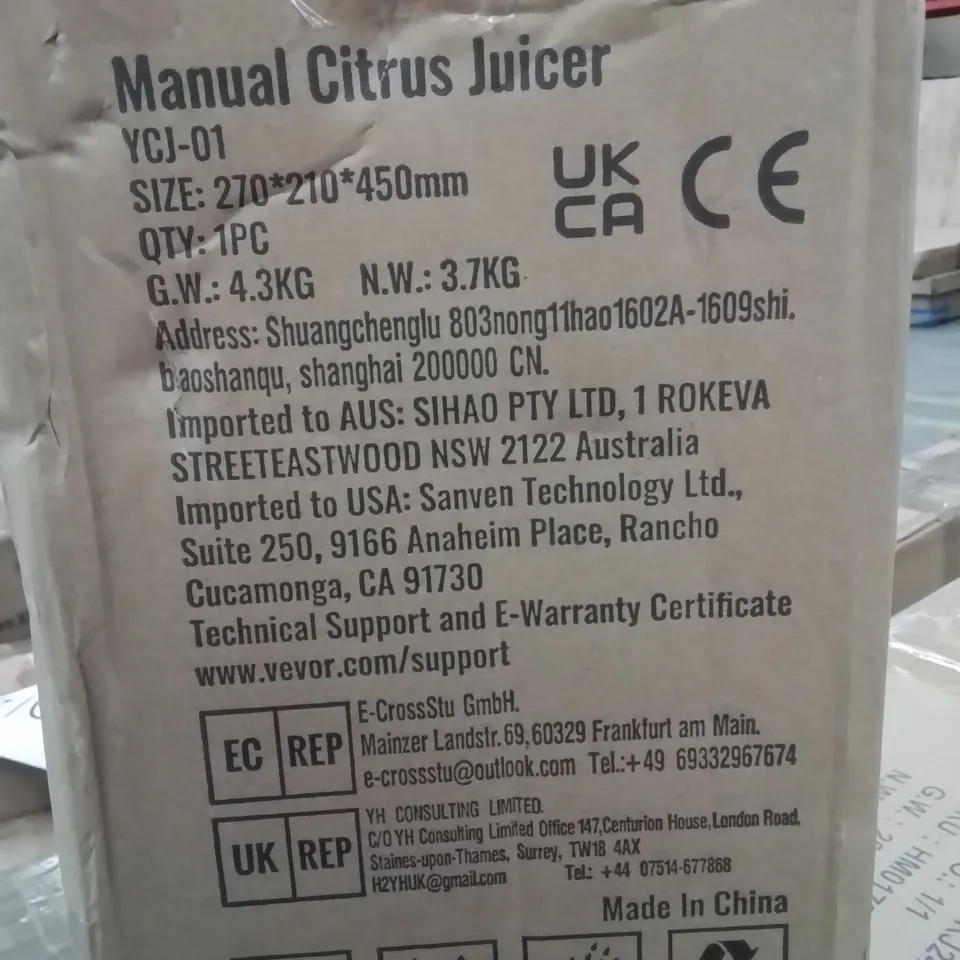 Manual Citrus Juicer
YCJ-01
SIZE: 270*210*450mm
QTY: 1PC
G.W.: 4.3KG N.W.: 3.7KG
UK
CA
CE
Address: Shuangchenglu 803nong11hao1602A-1609shi.
baoshanqu, shanghai 200000 CN.
Imported to AUS: SIHAO PTY LTD, 1 ROKEVA
STREETEASTWOOD NSW 2122 Australia
Imported to USA: Sanven Technology Ltd.,
Suite 250, 9166 Anaheim Place, Rancho
Cucamonga, CA 91730
Technical Support and E-Warranty Certificate
www.vevor.com/support
EC REP
E-CrossStu GmbH.
Mainzer Landstr.69,60329 Frankfurt am Main.
e-crossstu@outlook.com Tel.:+49 69332967674
UK REP
YH CONSULTING LIMITED.
C/O YH Consulting Limited Office 147,Centurion House,London Road,
Staines-upon-Thames, Surrey, TW18 4AX
H2YHUK@gmail.com Tel.: +44 07514-677868
Made In China